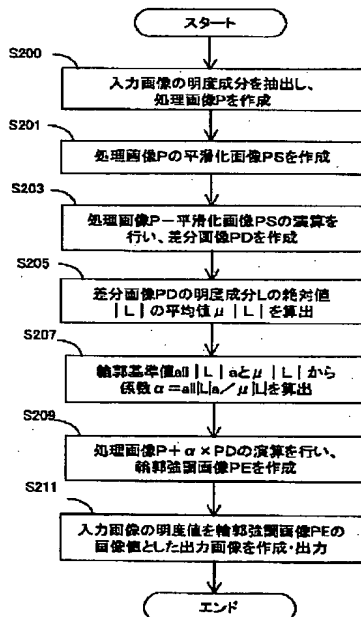 スタート
S200
入力画像の明度成分を抽出し、
処理画像Pを作成
S201
処理画像Pの平滑化画像PSを作成
S203
処理画像P－平滑化画像PSの演算を
行い、差分画像PDを作成
S205
差分画像PDの明度成分Lの絶対値
｜L｜の平均値μ｜L｜を算出
S207
輪郭基準値all｜L｜aとμ｜L｜から
係数α＝all|L|a／μ|L|を算出
S209
処理画像P＋α×PDの演算を行い、
輪郭強調画像PEを作成
S211
入力画像の明度値を輪郭強調画像PEの
画像値とした出力画像を作成・出力
エンド